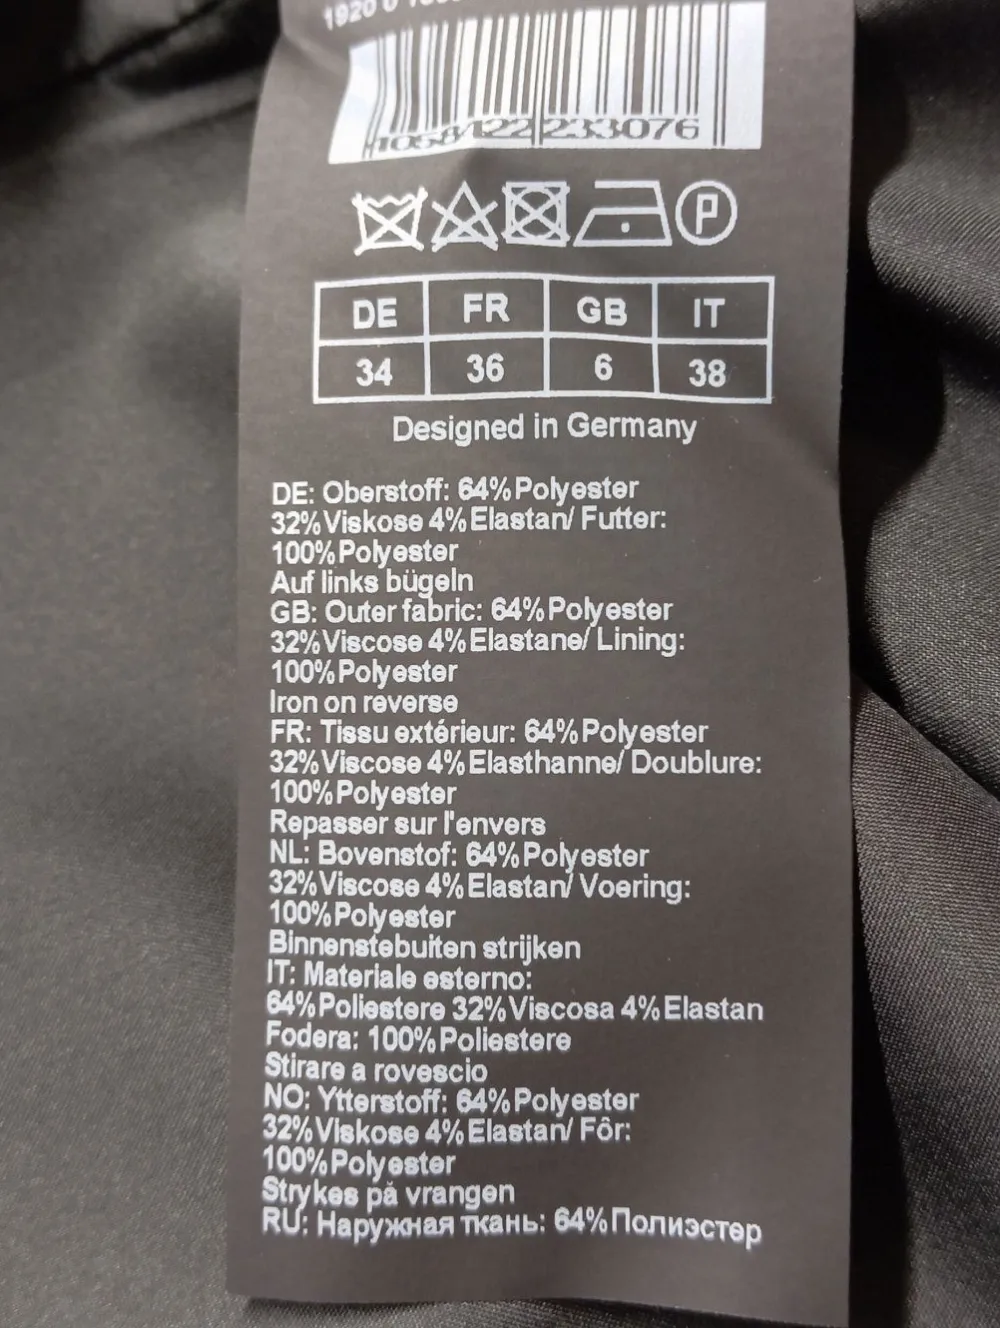 1920 0
1058122233076
P
DE FR GB IT
34 36 6 38
Designed in Germany
DE: Oberstoff: 64%Polyester
32%Viskose 4%Elastan/ Futter:
100%Polyester
Auf links bügeln
GB: Outer fabric: 64%Polyester
32%Viscose 4%Elastane/ Lining:
100%Polyester
Iron on reverse
FR: Tissu extérieur: 64%Polyester
32%Viscose 4%Elasthanne/ Doublure:
100%Polyester
Repasser sur l'envers
NL: Bovenstof: 64%Polyester
32%Viscose 4%Elastan/ Voering:
100%Polyester
Binnenstebuiten strijken
IT: Materiale esterno:
64%Poliestere 32%Viscosa 4%Elastan
Fodera: 100%Poliestere
Stirare a rovescio
NO: Ytterstoff: 64%Polyester
32%Viskose 4%Elastan/ Fôr:
100%Polyester
Strykes på vrangen
RU: Наружная ткань: 64%Полиэстер